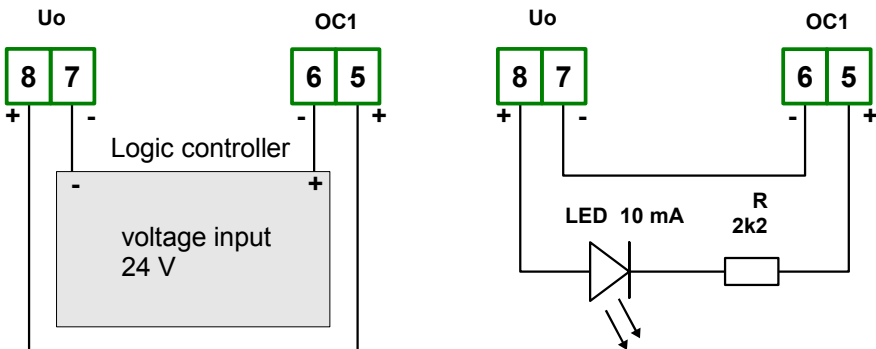 Uo
OC1
8 7
6 5
+ -
- +
Logic controller
- +
voltage input
24 V
Uo
OC1
8 7
6 5
+ -
- +
LED 10 mA
R
2k2